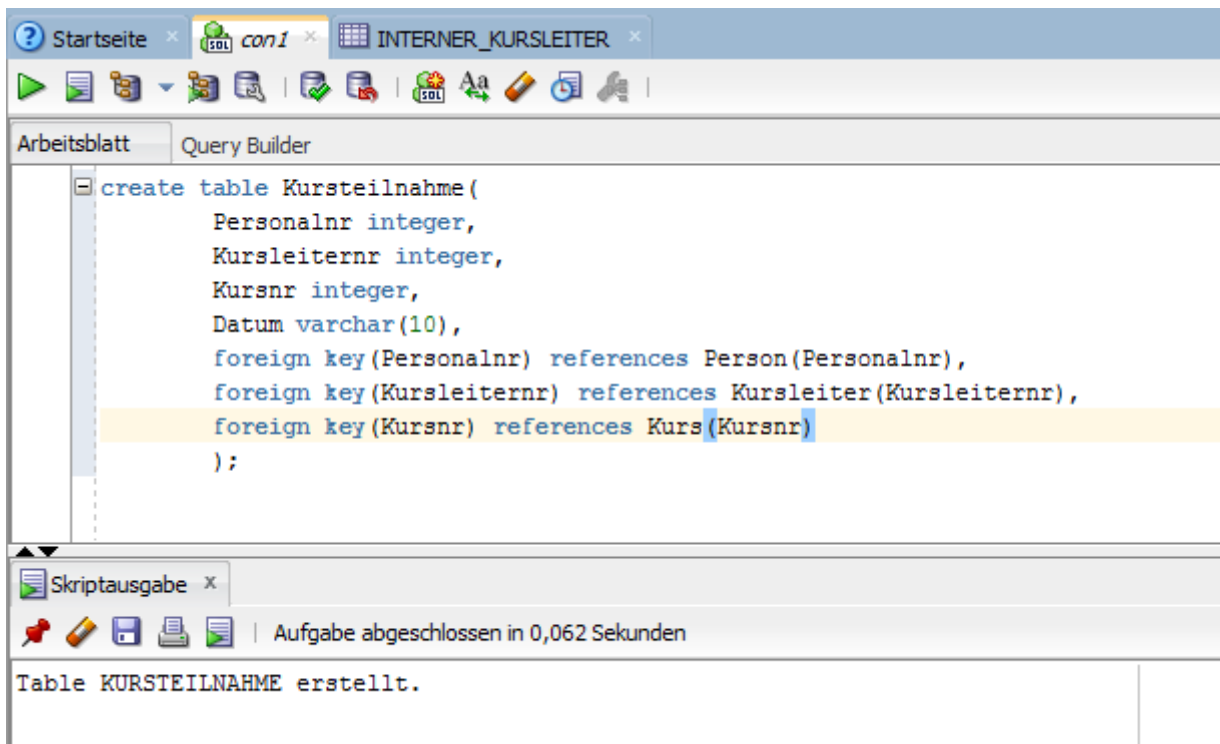 Startseite con1 INTERNER_KURSLEITER
Arbeitsblatt Query Builder
create table Kursteilnahme(
Personalnr integer,
Kursleiternr integer,
Kursnr integer,
Datum varchar(10),
foreign key(Personalnr) references Person(Personalnr),
foreign key(Kursleiternr) references Kursleiter(Kursleiternr),
foreign key(Kursnr) references Kurs(Kursnr)
);
Skriptausgabe x
Aufgabe abgeschlossen in 0,062 Sekunden
Table KURSTEILNAHME erstellt.